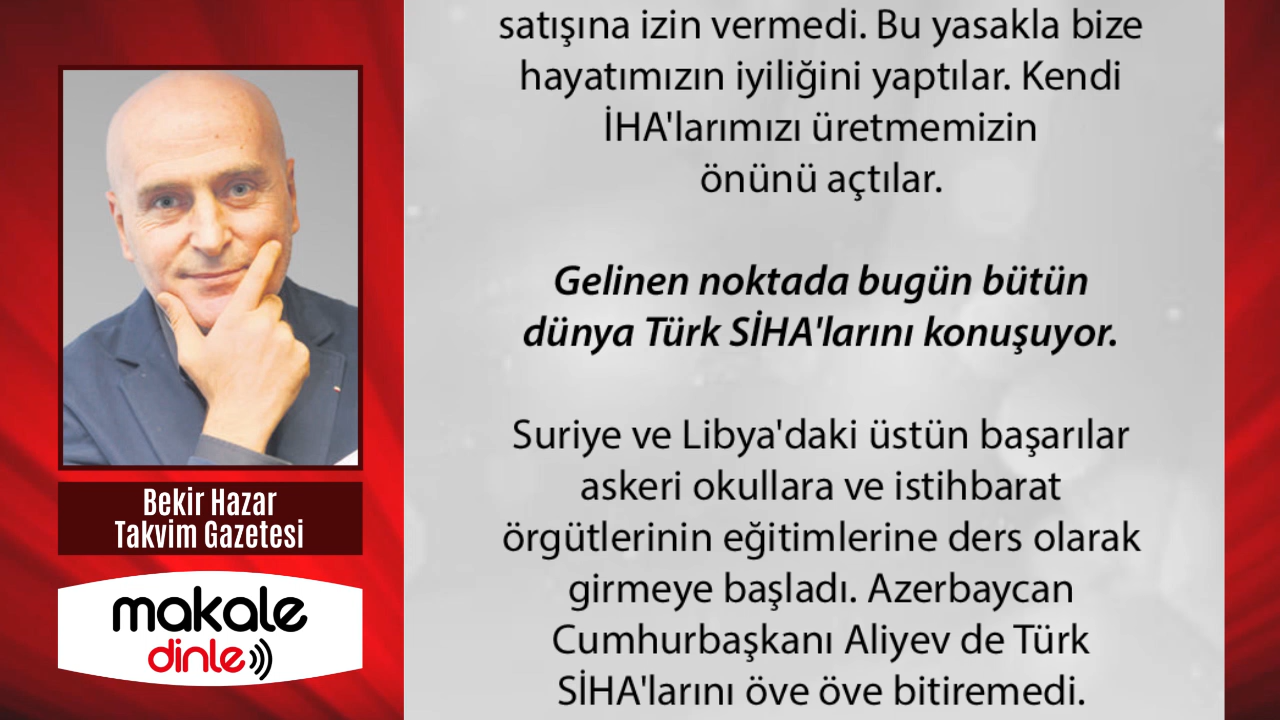 satışına izin vermedi. Bu yasakla bize
hayatımızın iyiliğini yaptılar. Kendi
İHA'larımızı üretmemizin
önünü açtılar.
Gelinen noktada bugün bütün
dünya Türk SİHA'larını konuşuyor.
Suriye ve Libya'daki üstün başarılar
askeri okullara ve istihbarat
örgütlerinin eğitimlerine ders olarak
girmeye başladı. Azerbaycan
Cumhurbaşkanı Aliyev de Türk
SİHA'larını öve öve bitiremedi.
Bekir Hazar
Takvim Gazetesi
makale
dinle